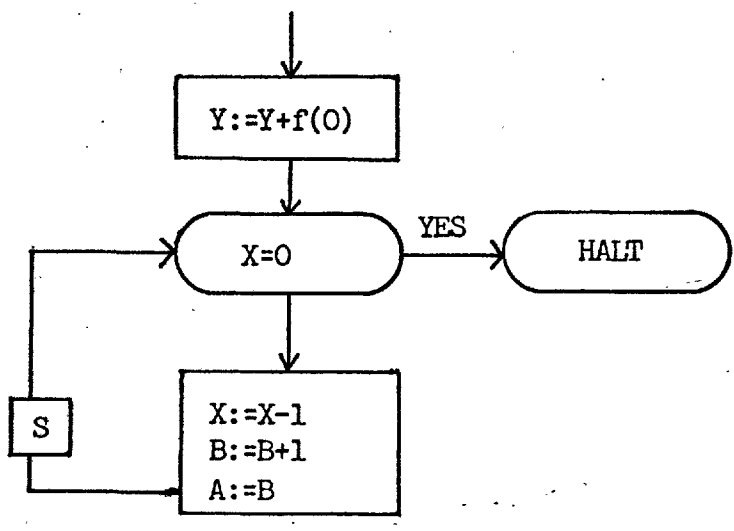 Y:=Y+f(0)
X=0
YES
HALT
X:=X-1
B:=B+1
A:=B
S